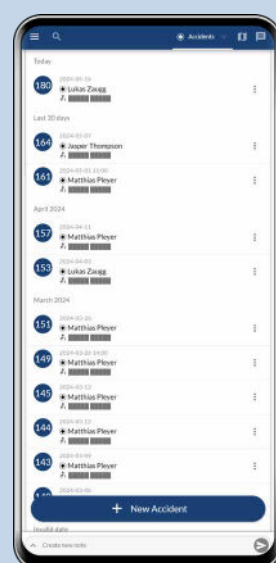 Accidents
Today
180
2024-05-16
Lukas Zaugg
Last 30 days
164
2024-05-07
Jasper Thompson
161
2024-05-01 11:00
Matthias Pleyer
April 2024
157
2024-04-11
Matthias Pleyer
153
2024-04-03
Lukas Zaugg
March 2024
151
2024-03-26
Matthias Pleyer
149
2024-03-22 14:00
Matthias Pleyer
145
2024-03-12
Matthias Pleyer
144
2024-03-12
Matthias Pleyer
143
2024-03-09
Matthias Pleyer
2024-03-05
+ New Accident
Invalid date
Create new note